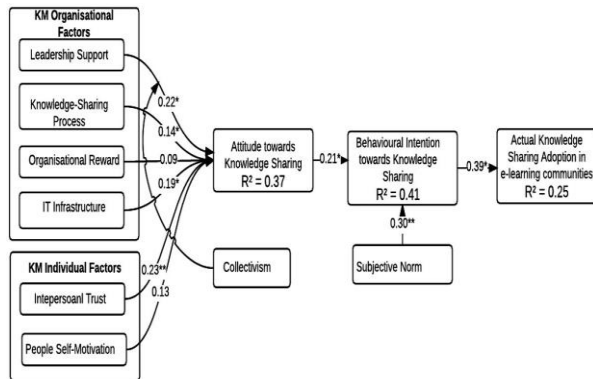 KM Organisational
Factors
Leadership Support
Knowledge-Sharing
Process
Organisational Reward
IT Infrastructure
KM Individual Factors
Intepersoanl Trust
People Self-Motivation
0.22*
0.14*
0.09
0.19*
0.23**
0.13
Collectivism
Attitude towards
Knowledge Sharing
R² = 0.37
0.21*
Behavioural Intention
towards Knowledge
Sharing
R² = 0.41
0.30**
Subjective Norm
0.39*
Actual Knowledge
Sharing Adoption in
e-learning communities
R² = 0.25